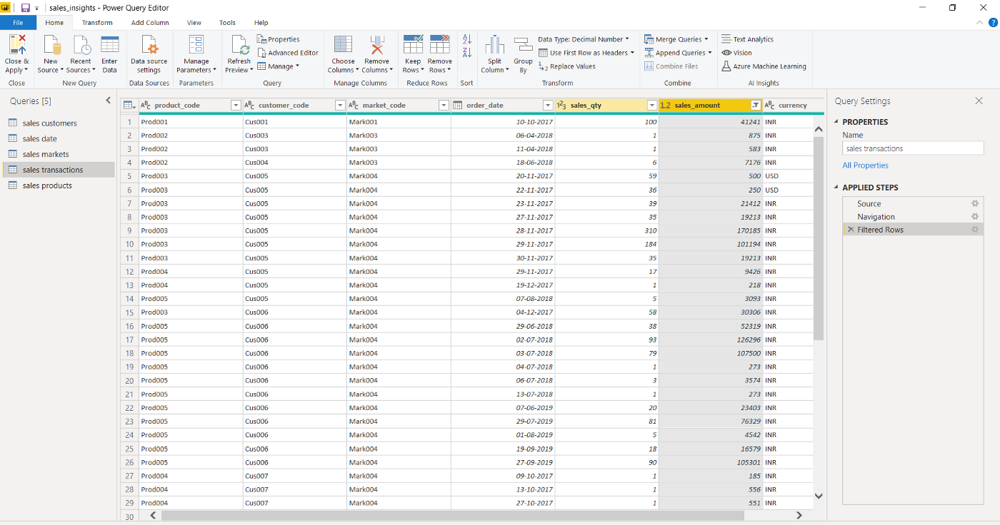 sales_insights - Power Query Editor
File Home Transform Add Column View Tools Help
Close & Apply
New Source
Recent Sources
Enter Data
Data source settings
Manage Parameters
Refresh Preview
Properties
Advanced Editor
Manage
Choose Columns
Remove Columns
Keep Rows
Remove Rows
Split Column
Group By
Data Type: Decimal Number
Use First Row as Headers
Replace Values
Merge Queries
Append Queries
Combine Files
Text Analytics
Vision
Azure Machine Learning
Close New Query Data Sources Parameters Query Manage Columns Reduce Rows Sort Transform Combine AI Insights
Queries [5]
sales customers
sales date
sales markets
sales transactions
sales products
product_code customer_code market_code order_date 123 sales_qty 1.2 sales_amount currency
1 Prod001 Cus001 Mark001 10-10-2017 100 41241 INR
2 Prod002 Cus003 Mark003 06-04-2018 1 875 INR
3 Prod002 Cus003 Mark003 11-04-2018 1 583 INR
4 Prod002 Cus004 Mark003 18-06-2018 6 7176 INR
5 Prod003 Cus005 Mark004 20-11-2017 59 500 USD
6 Prod003 Cus005 Mark004 22-11-2017 36 250 USD
7 Prod003 Cus005 Mark004 23-11-2017 39 21412 INR
8 Prod003 Cus005 Mark004 27-11-2017 35 19213 INR
9 Prod003 Cus005 Mark004 28-11-2017 310 170185 INR
10 Prod003 Cus005 Mark004 29-11-2017 184 101194 INR
11 Prod003 Cus005 Mark004 30-11-2017 35 19213 INR
12 Prod004 Cus005 Mark004 29-11-2017 17 9426 INR
13 Prod004 Cus005 Mark004 19-12-2017 1 218 INR
14 Prod005 Cus005 Mark004 07-08-2018 5 3093 INR
15 Prod003 Cus006 Mark004 04-12-2017 58 30306 INR
16 Prod005 Cus006 Mark004 29-06-2018 38 52319 INR
17 Prod005 Cus006 Mark004 02-07-2018 93 126296 INR
18 Prod005 Cus006 Mark004 03-07-2018 79 107500 INR
19 Prod005 Cus006 Mark004 04-07-2018 1 273 INR
20 Prod005 Cus006 Mark004 06-07-2018 3 3574 INR
21 Prod005 Cus006 Mark004 13-07-2018 1 273 INR
22 Prod005 Cus006 Mark004 07-06-2019 20 23403 INR
23 Prod005 Cus006 Mark004 29-07-2019 81 76329 INR
24 Prod005 Cus006 Mark004 01-08-2019 5 4542 INR
25 Prod005 Cus006 Mark004 19-09-2019 18 16579 INR
26 Prod005 Cus006 Mark004 27-09-2019 90 105301 INR
27 Prod004 Cus007 Mark004 09-10-2017 1 185 INR
28 Prod004 Cus007 Mark004 13-10-2017 1 556 INR
29 Prod004 Cus007 Mark004 27-10-2017 1 551 INR
30
Query Settings
PROPERTIES
Name
sales transactions
All Properties
APPLIED STEPS
Source
Navigation
Filtered Rows